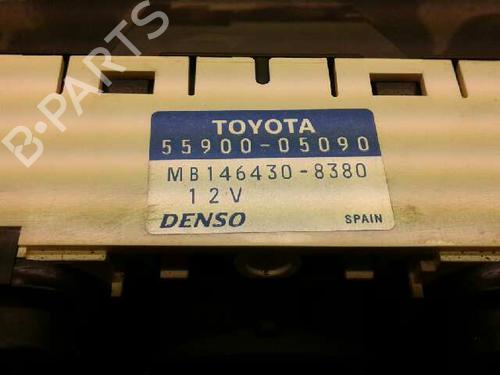 B-PARTS
TOYOTA
55900-05090
MB146430-8380
12V
DENSO SPAIN